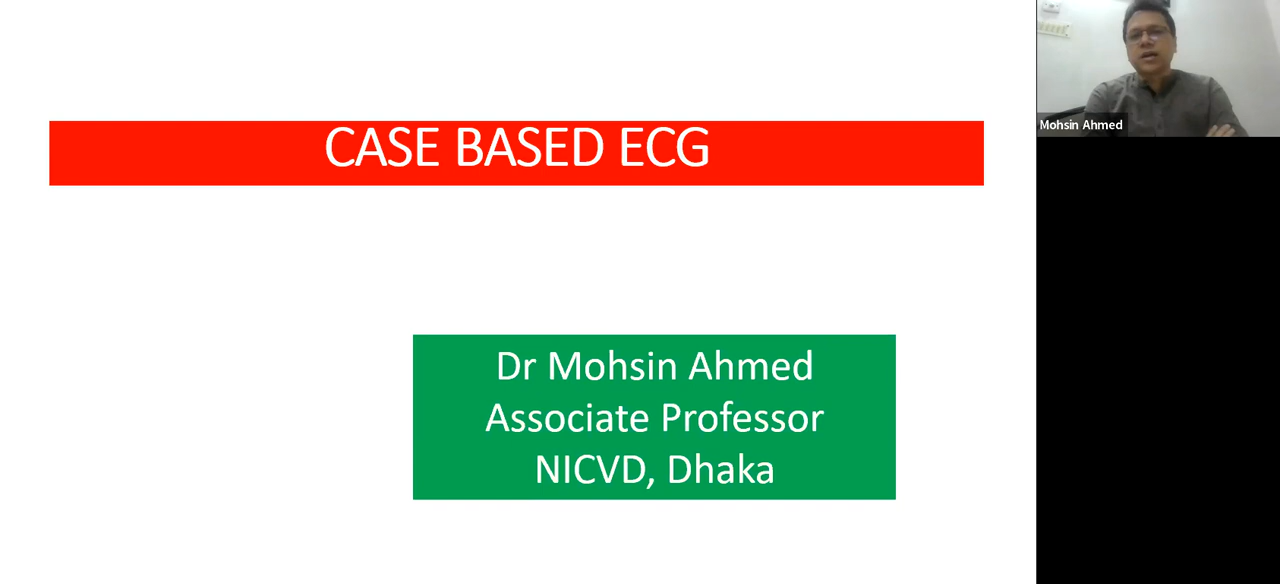 CASE BASED ECG
Dr Mohsin Ahmed
Associate Professor
NICVD, Dhaka
Mohsin Ahmed